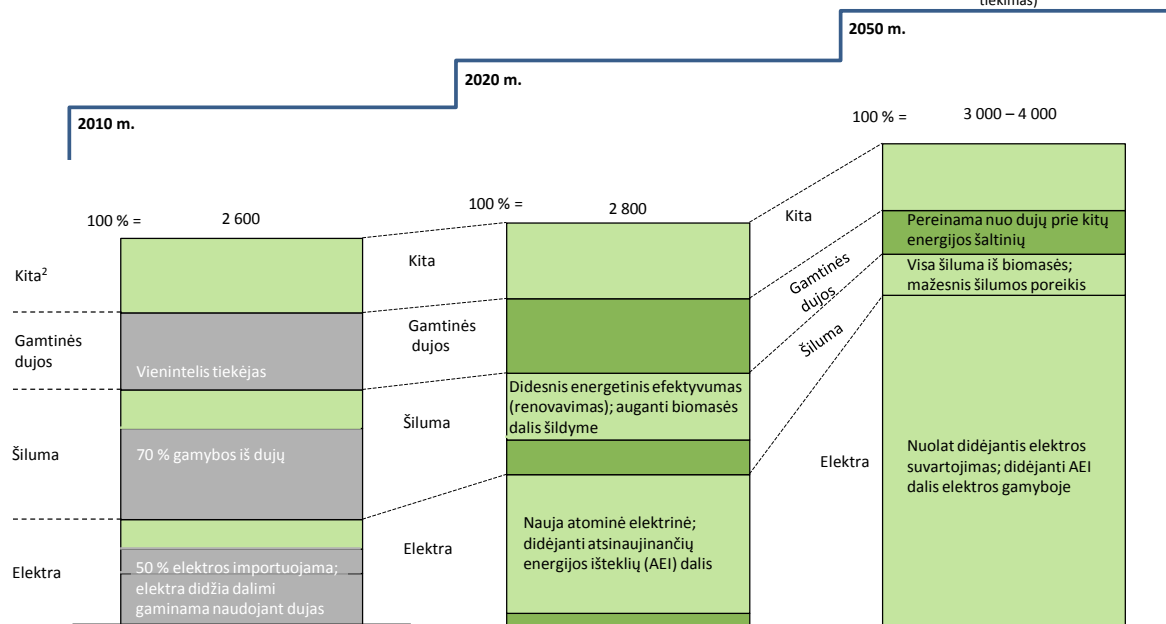 tiekimas)
2050 m.
2020 m.
2010 m.
100 % =
3 000 – 4 000
100 % =
2 800
100 % =
2 600
Kita²
Gamtinės
dujos
Šiluma
Elektra
Vienintelis tiekėjas
70 % gamybos iš dujų
50 % elektros importuojama;
elektra didžia dalimi
gaminama naudojant dujas
Kita
Gamtinės
dujos
Šiluma
Elektra
Didesnis energetinis efektyvumas
(renovavimas); auganti biomasės
dalis šildyme
Nauja atominė elektrinė;
didėjanti atsinaujinančių
energijos išteklių (AEI) dalis
Kita
Gamtinės
dujos
Šiluma
Elektra
Pereinama nuo dujų prie kitų
energijos šaltinių
Visa šiluma iš biomasės;
mažesnis šilumos poreikis
Nuolat didėjantis elektros
suvartojimas; didėjanti AEI
dalis elektros gamyboje